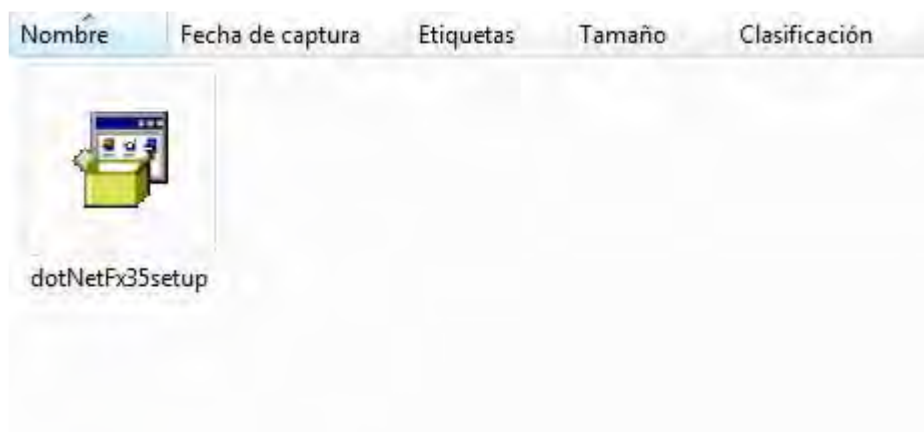 Nombre Fecha de captura Etiquetas Tamaño Clasificación
dotNetFx35setup